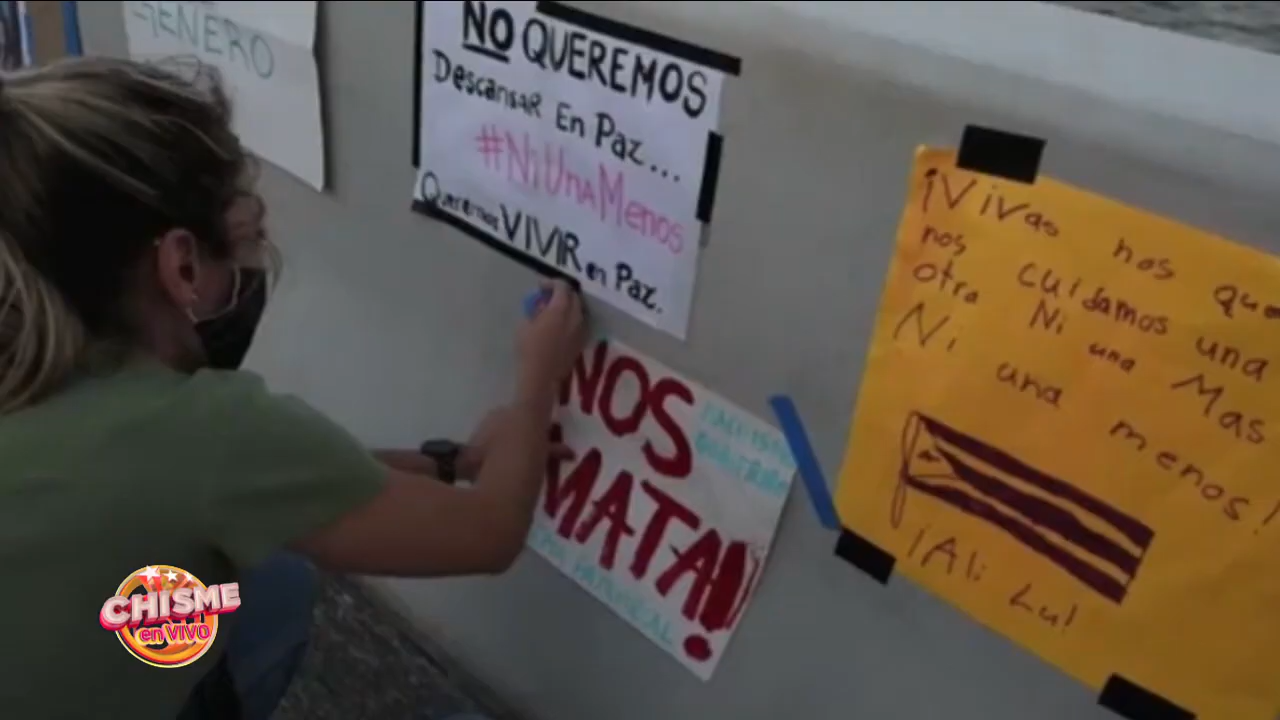 GENERO
NO QUEREMOS
Descansar En Paz...
#NiUnaMenos
Queremos VIVIR en Paz.
NOS
MATA!
¡Vivas nos que
nos cuidamos una
otra Ni una Mas
Ni una menos!
¡Ali Lu!
CHISME
en VIVO